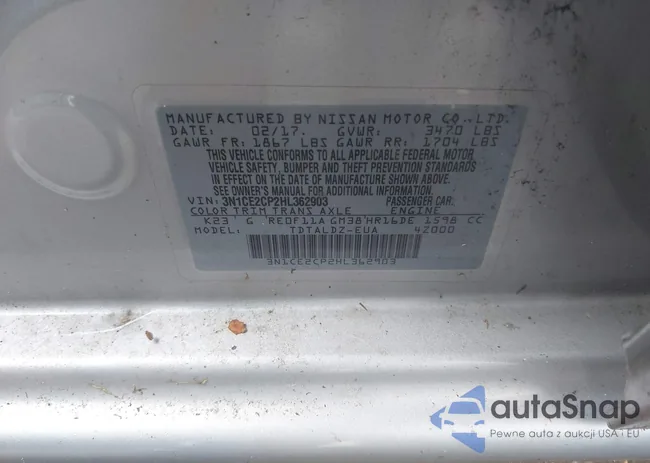 MANUFACTURED BY NISSAN MOTOR CO.,LTD.
DATE: 02/17. GVWR: 3470 LBS
GAWR FR: 1867 LBS GAWR RR: 1704 LBS
THIS VEHICLE CONFORMS TO ALL APPLICABLE FEDERAL MOTOR
VEHICLE SAFETY, BUMPER AND THEFT PREVENTION STANDARDS
IN EFFECT ON THE DATE OF MANUFACTURE SHOWN ABOVE.
SEE OWNER'S MANUAL FOR ADDITIONAL INFORMATION.
VIN: 3N1CE2CP2HL362903 PASSENGER CAR
COLOR TRIM TRANS AXLE ENGINE
K23 G RE0F11A GM38 HR16DE 1598 CC
MODEL: TDTALDZ-EUA 42000
3N1CE2CP2HL362903
autoSnap
Pewne auta z aukcji USA i EU